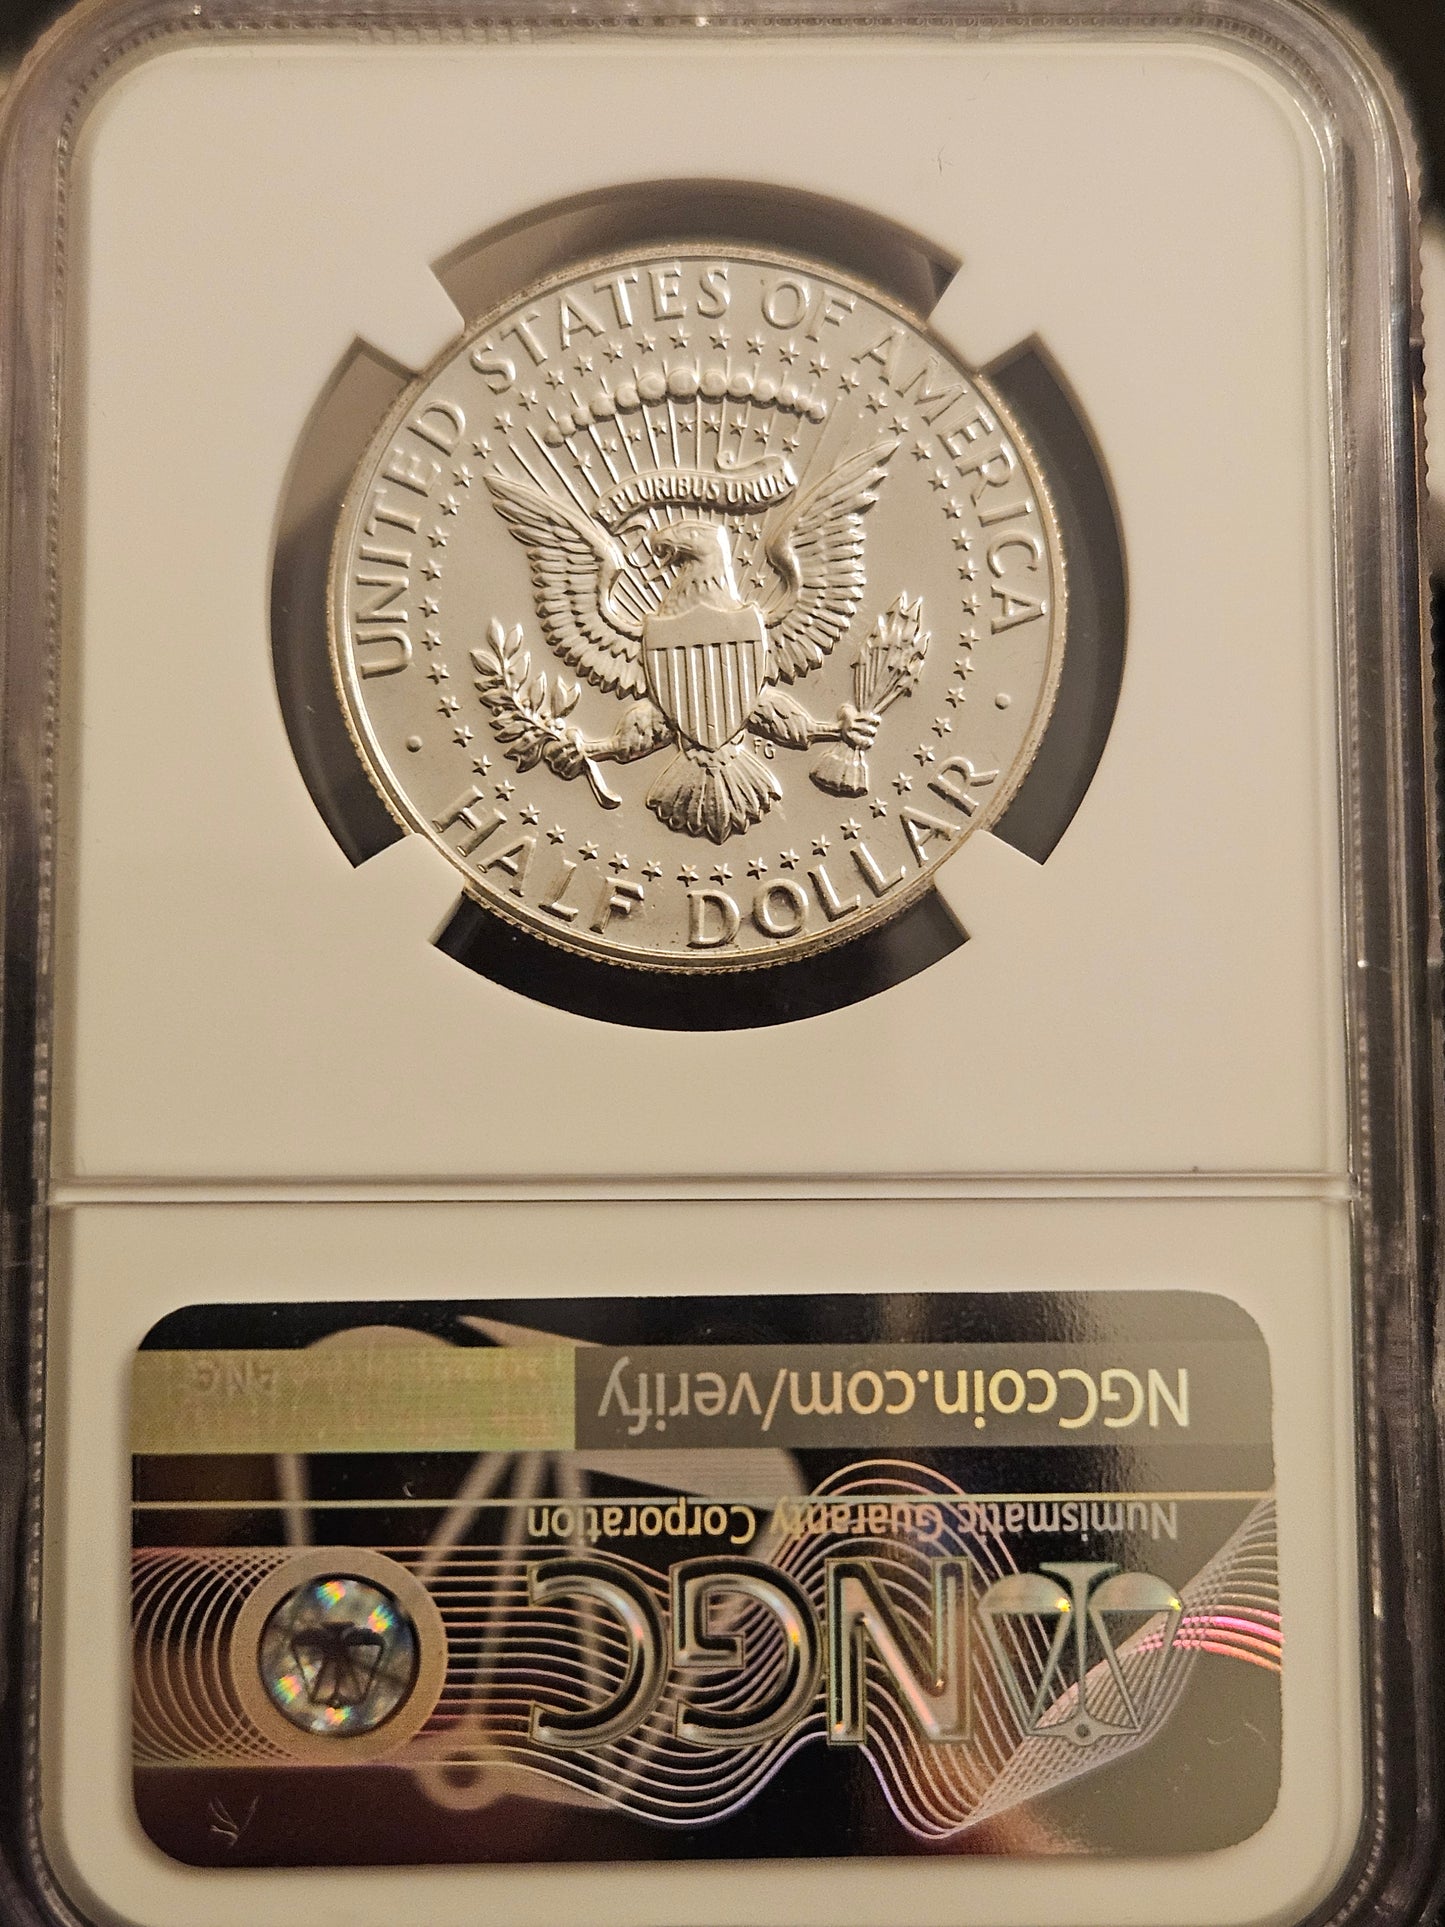 UNITED STATES OF AMERICA
E PLURIBUS UNUM
FG
HALF DOLLAR
NGCcoin.com/verify
Numismatic Guaranty Corporation
NGC